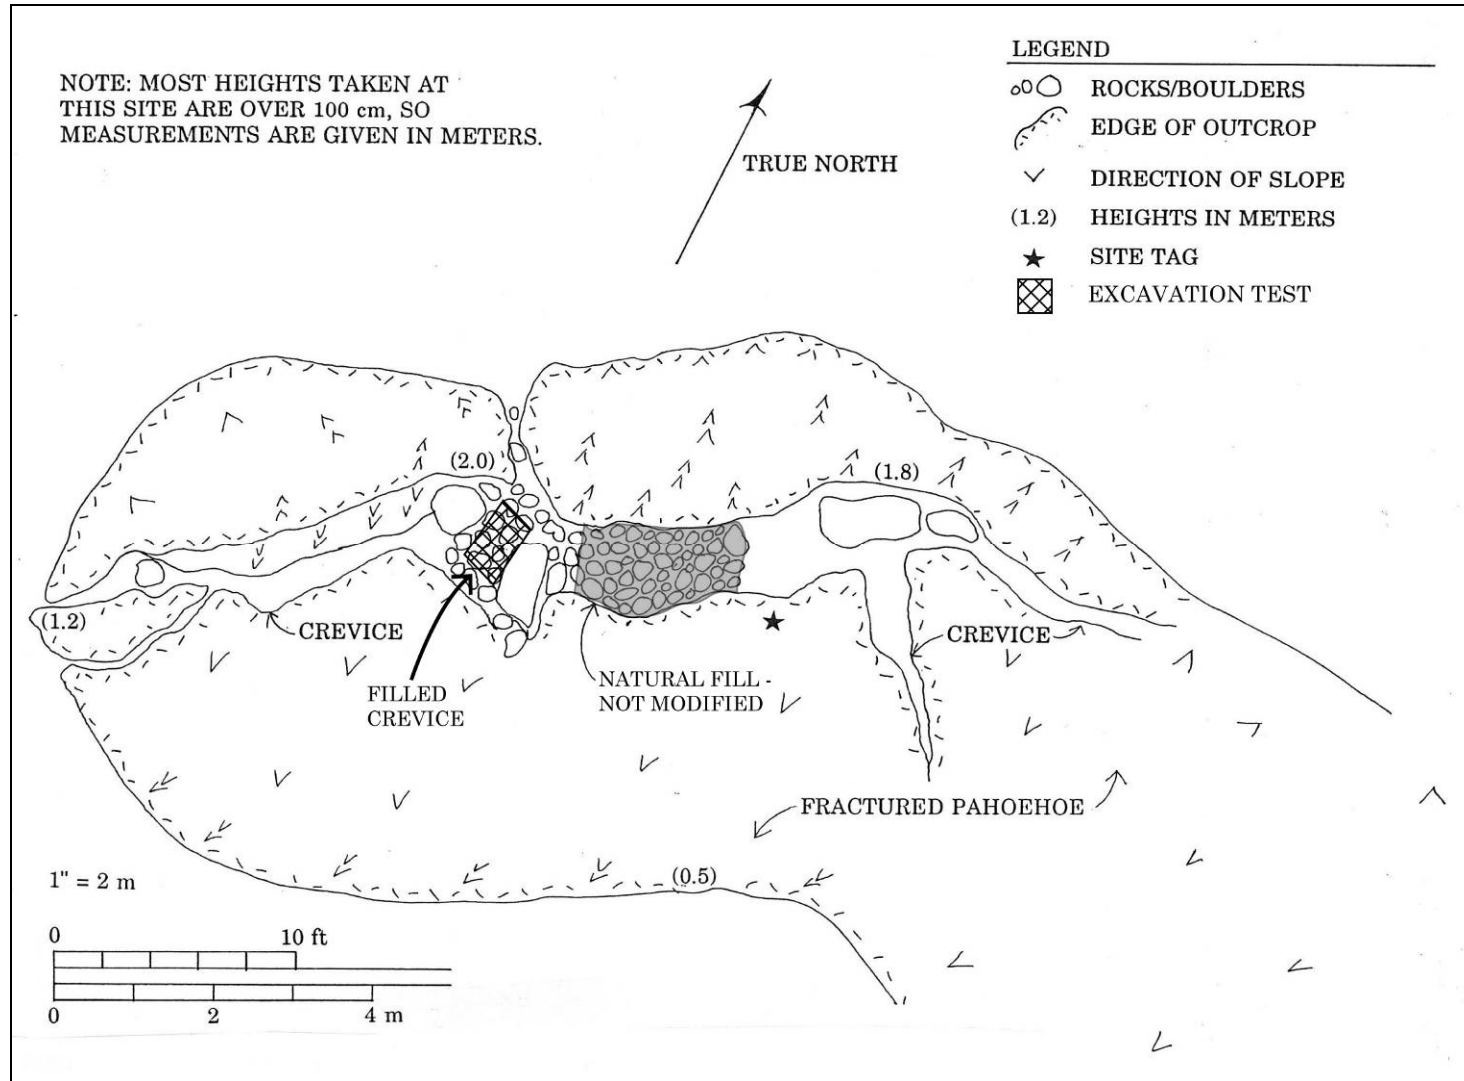 NOTE: MOST HEIGHTS TAKEN AT
THIS SITE ARE OVER 100 cm, SO
MEASUREMENTS ARE GIVEN IN METERS.
TRUE NORTH
LEGEND
ROCKS/BOULDERS
EDGE OF OUTCROP
DIRECTION OF SLOPE
(1.2) HEIGHTS IN METERS
SITE TAG
EXCAVATION TEST
(2.0)
(1.8)
(1.2)
CREVICE
CREVICE
FILLED
CREVICE
NATURAL FILL -
NOT MODIFIED
FRACTURED PAHOEHOE
(0.5)
1" = 2 m
0 10 ft
0 2 4 m